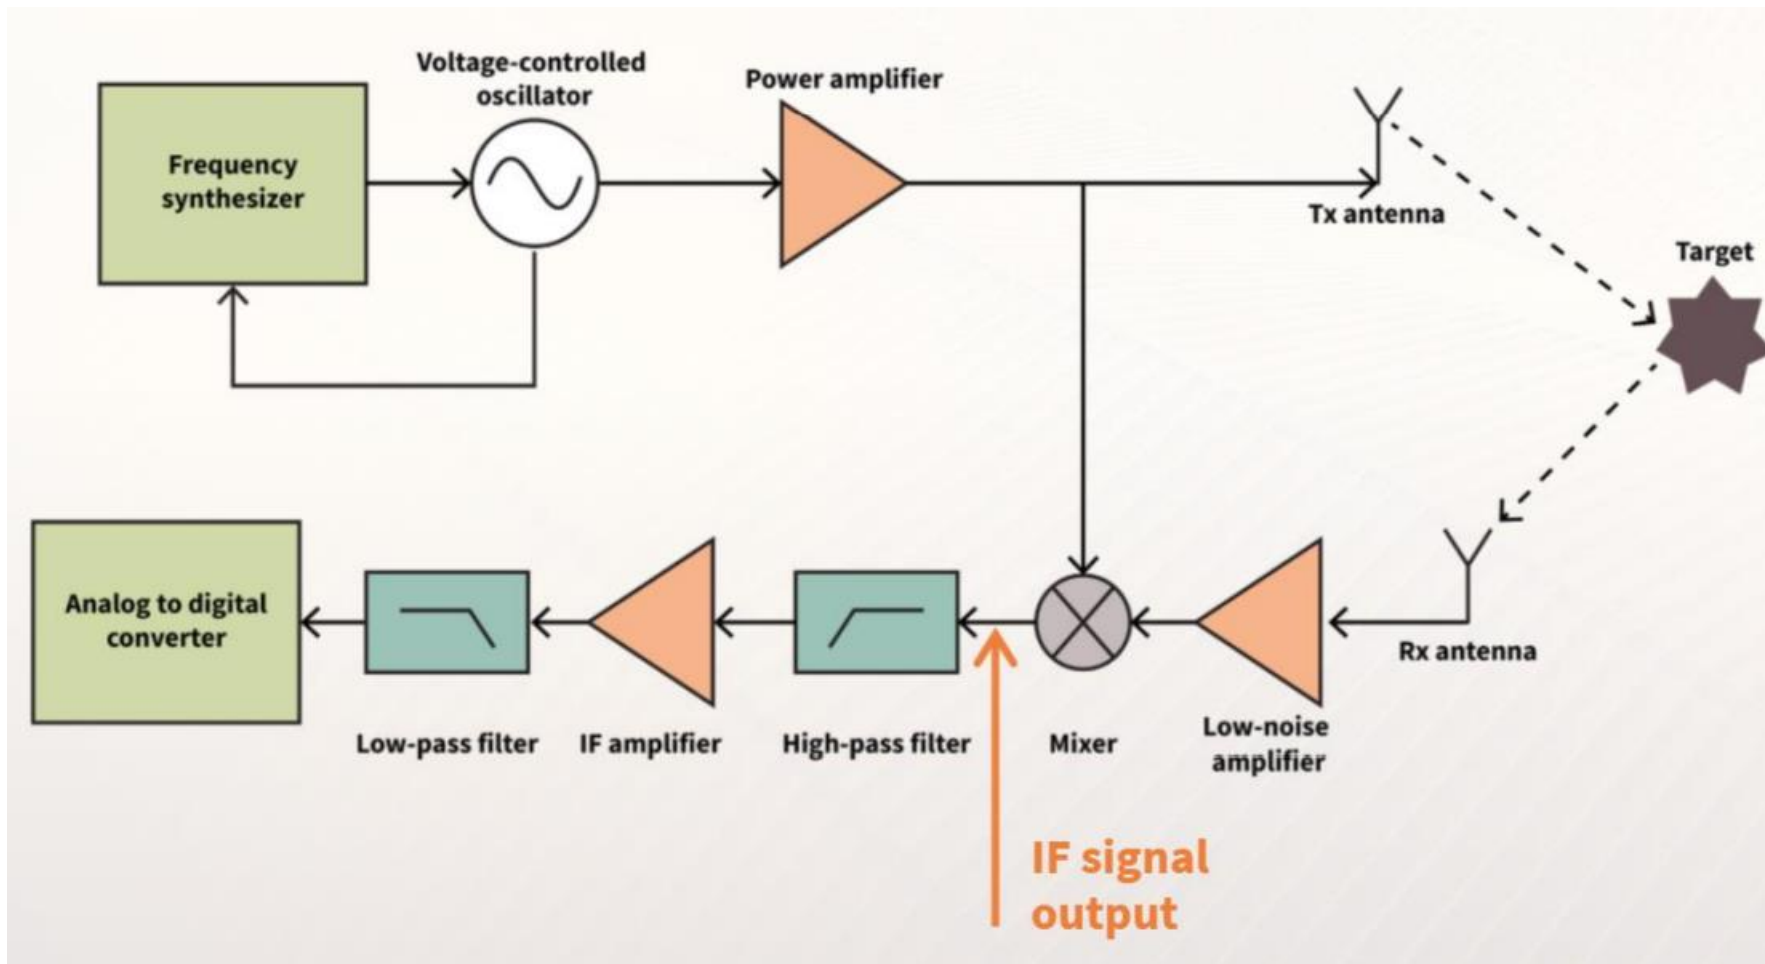 Voltage-controlled
oscillator
Power amplifier
Frequency
synthesizer
Tx antenna
Target
Analog to digital
converter
Rx antenna
Low-pass filter
IF amplifier
High-pass filter
Mixer
Low-noise
amplifier
IF signal
output